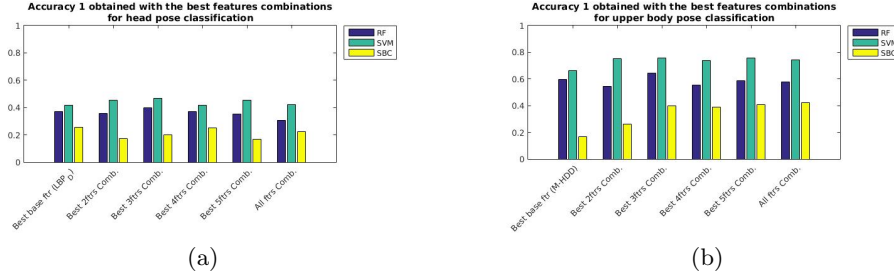 Accuracy 1 obtained with the best features combinations
for head pose classification
1
0.8
0.6
0.4
0.2
0
RF
SVM
SBC
Best base ftr (LBP_D)
Best 2ftrs Comb.
Best 3ftrs Comb.
Best 4ftrs Comb.
Best 5ftrs Comb.
All ftrs Comb.
(a)
Accuracy 1 obtained with the best features combinations
for upper body pose classification
1
0.8
0.6
0.4
0.2
0
RF
SVM
SBC
Best base ftr (M-HDD)
Best 2ftrs Comb.
Best 3ftrs Comb.
Best 4ftrs Comb.
Best 5ftrs Comb.
All ftrs Comb.
(b)